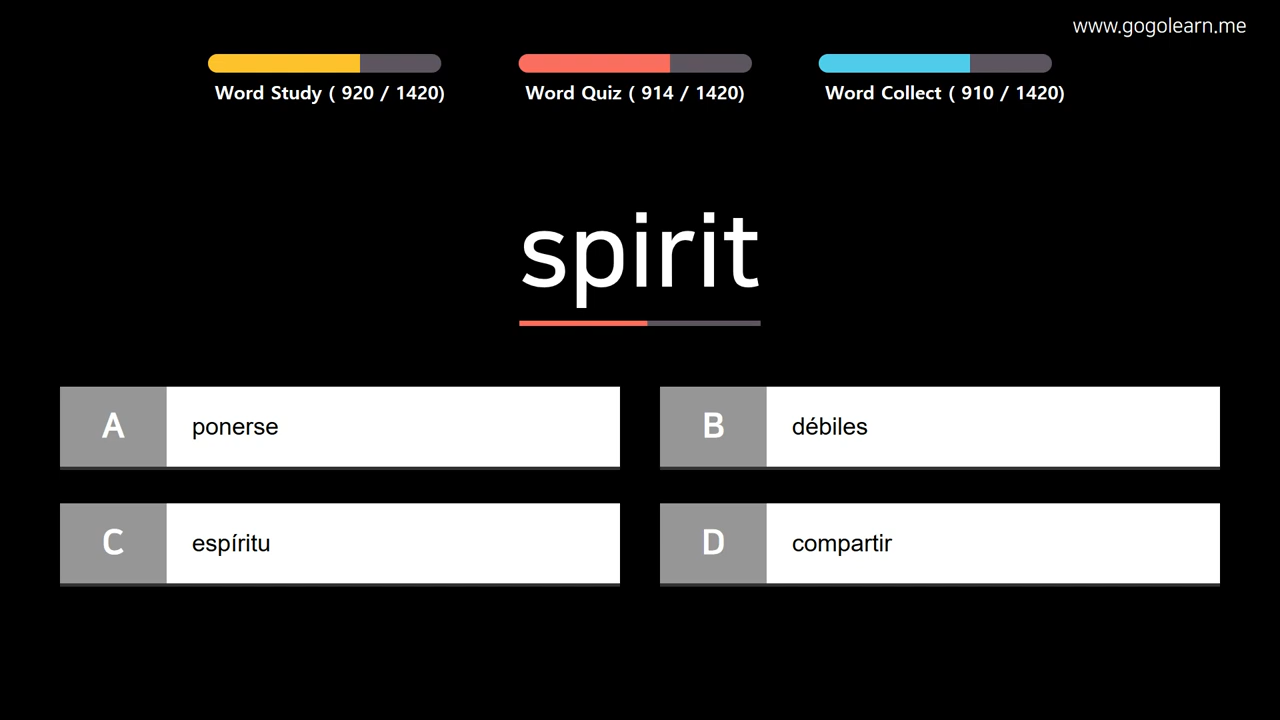 www.gogolearn.me
Word Study ( 920 / 1420)
Word Quiz ( 914 / 1420)
Word Collect ( 910 / 1420)
spirit
A ponerse
B débiles
C espíritu
D compartir